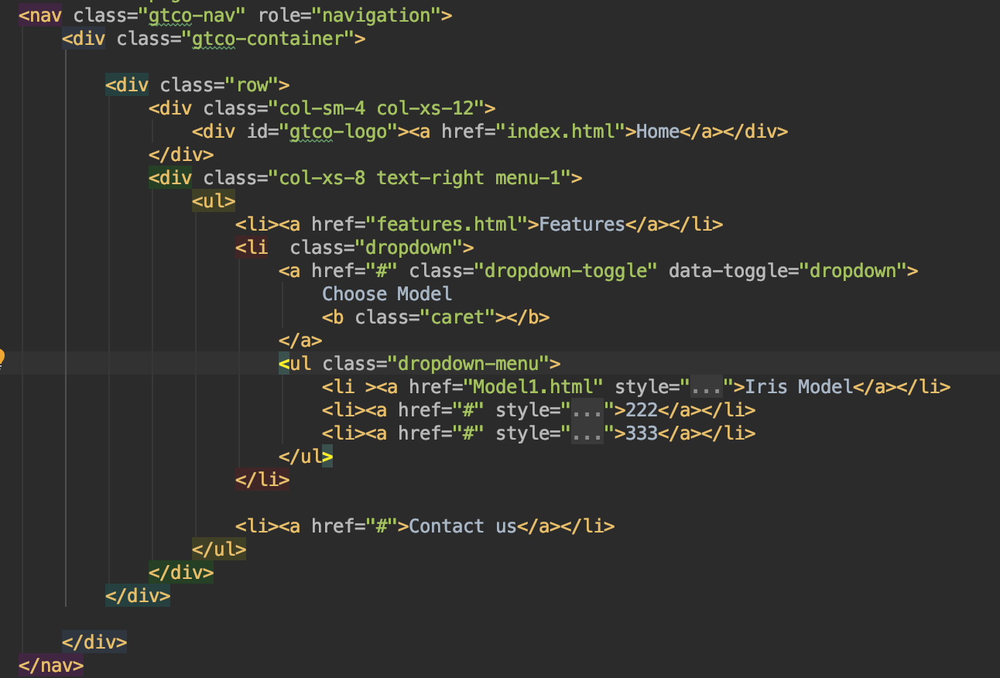 <nav class="gtco-nav" role="navigation">
<div class="gtco-container">
<div class="row">
<div class="col-sm-4 col-xs-12">
<div id="gtco-logo"><a href="index.html">Home</a></div>
</div>
<div class="col-xs-8 text-right menu-1">
<ul>
<li><a href="features.html">Features</a></li>
<li  class="dropdown">
<a href="#" class="dropdown-toggle" data-toggle="dropdown">
Choose Model
<b class="caret"></b>
</a>
<ul class="dropdown-menu">
<li ><a href="Model1.html" style="...">Iris Model</a></li>
<li><a href="#" style="...">222</a></li>
<li><a href="#" style="...">333</a></li>
</ul>
</li>
<li><a href="#">Contact us</a></li>
</ul>
</div>
</div>
</div>
</nav>